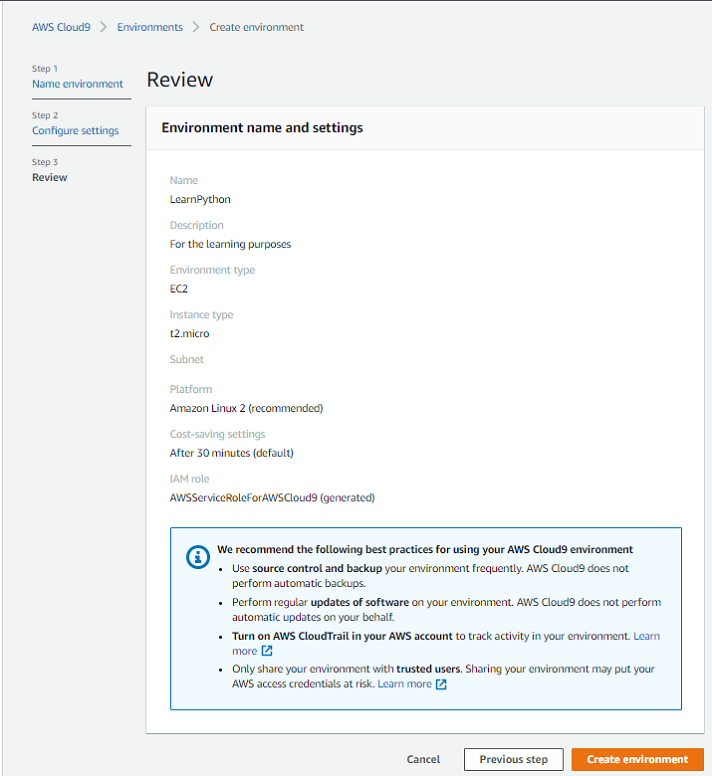 AWS Cloud9 > Environments > Create environment
Step 1
Name environment
Step 2
Configure settings
Step 3
Review
Review
Environment name and settings
Name
LearnPython
Description
For the learning purposes
Environment type
EC2
Instance type
t2.micro
Subnet
Platform
Amazon Linux 2 (recommended)
Cost-saving settings
After 30 minutes (default)
IAM role
AWSServiceRoleForAWSCloud9 (generated)
We recommend the following best practices for using your AWS Cloud9 environment
• Use source control and backup your environment frequently. AWS Cloud9 does not
perform automatic backups.
• Perform regular updates of software on your environment. AWS Cloud9 does not perform
automatic updates on your behalf.
• Turn on AWS CloudTrail in your AWS account to track activity in your environment. Learn
more
• Only share your environment with trusted users. Sharing your environment may put your
AWS access credentials at risk. Learn more
Cancel
Previous step
Create environment